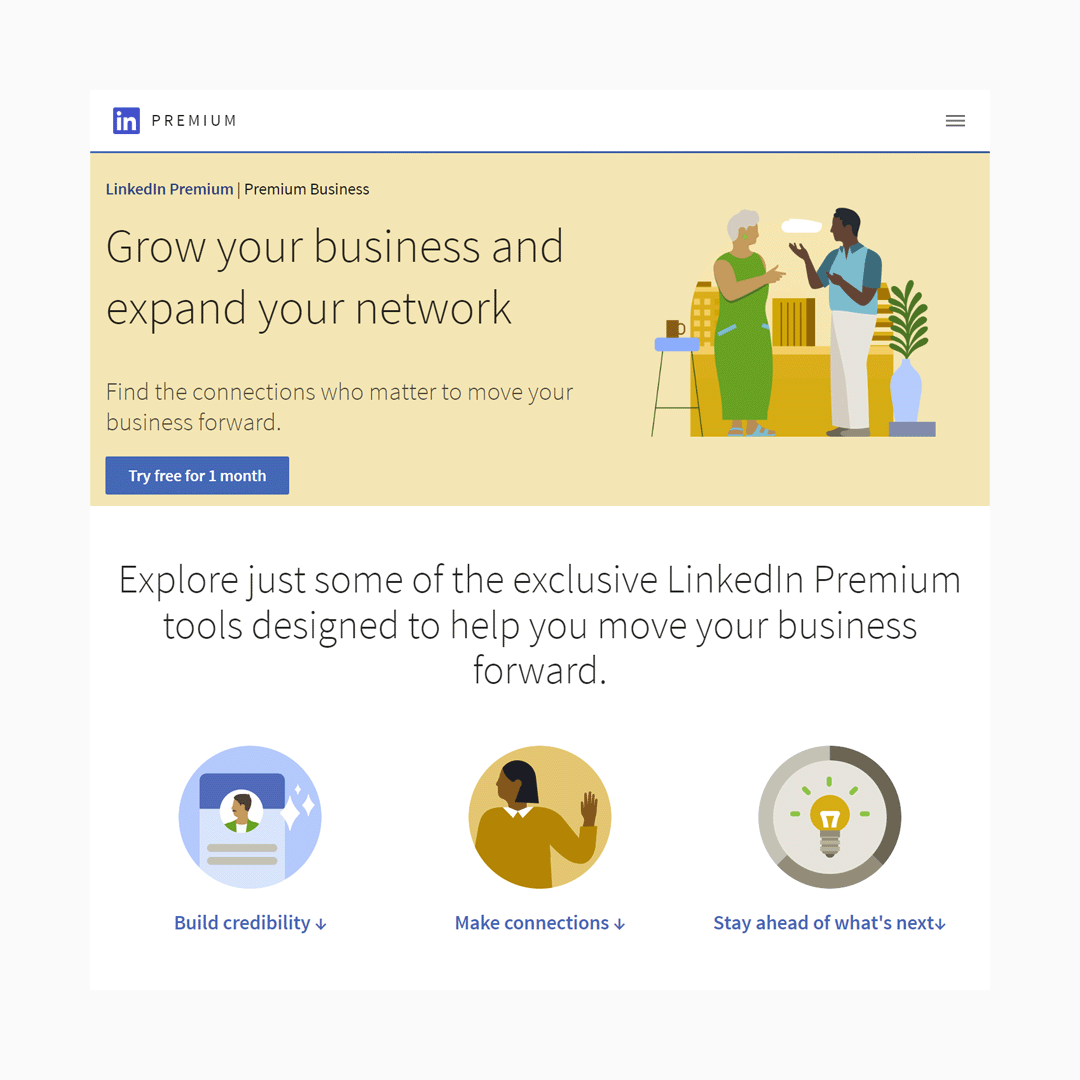 in PREMIUM
LinkedIn Premium | Premium Business
Grow your business and
expand your network
Find the connections who matter to move your
business forward.
Try free for 1 month
Explore just some of the exclusive LinkedIn Premium
tools designed to help you move your business
forward.
Build credibility ↓
Make connections ↓
Stay ahead of what's next↓